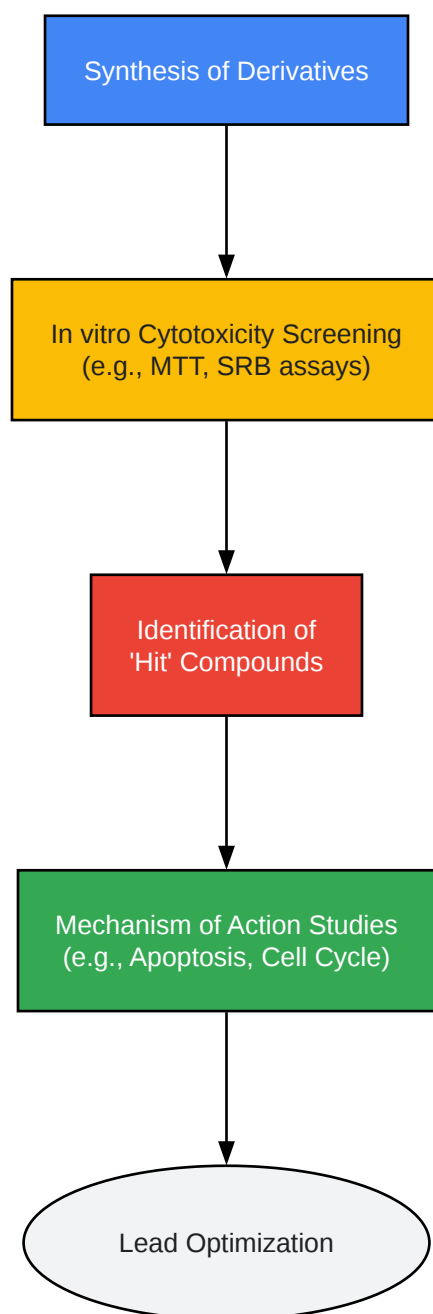 Synthesis of Derivatives
In vitro Cytotoxicity Screening
(e.g., MTT, SRB assays)
Identification of
'Hit' Compounds
Mechanism of Action Studies
(e.g., Apoptosis, Cell Cycle)
Lead Optimization